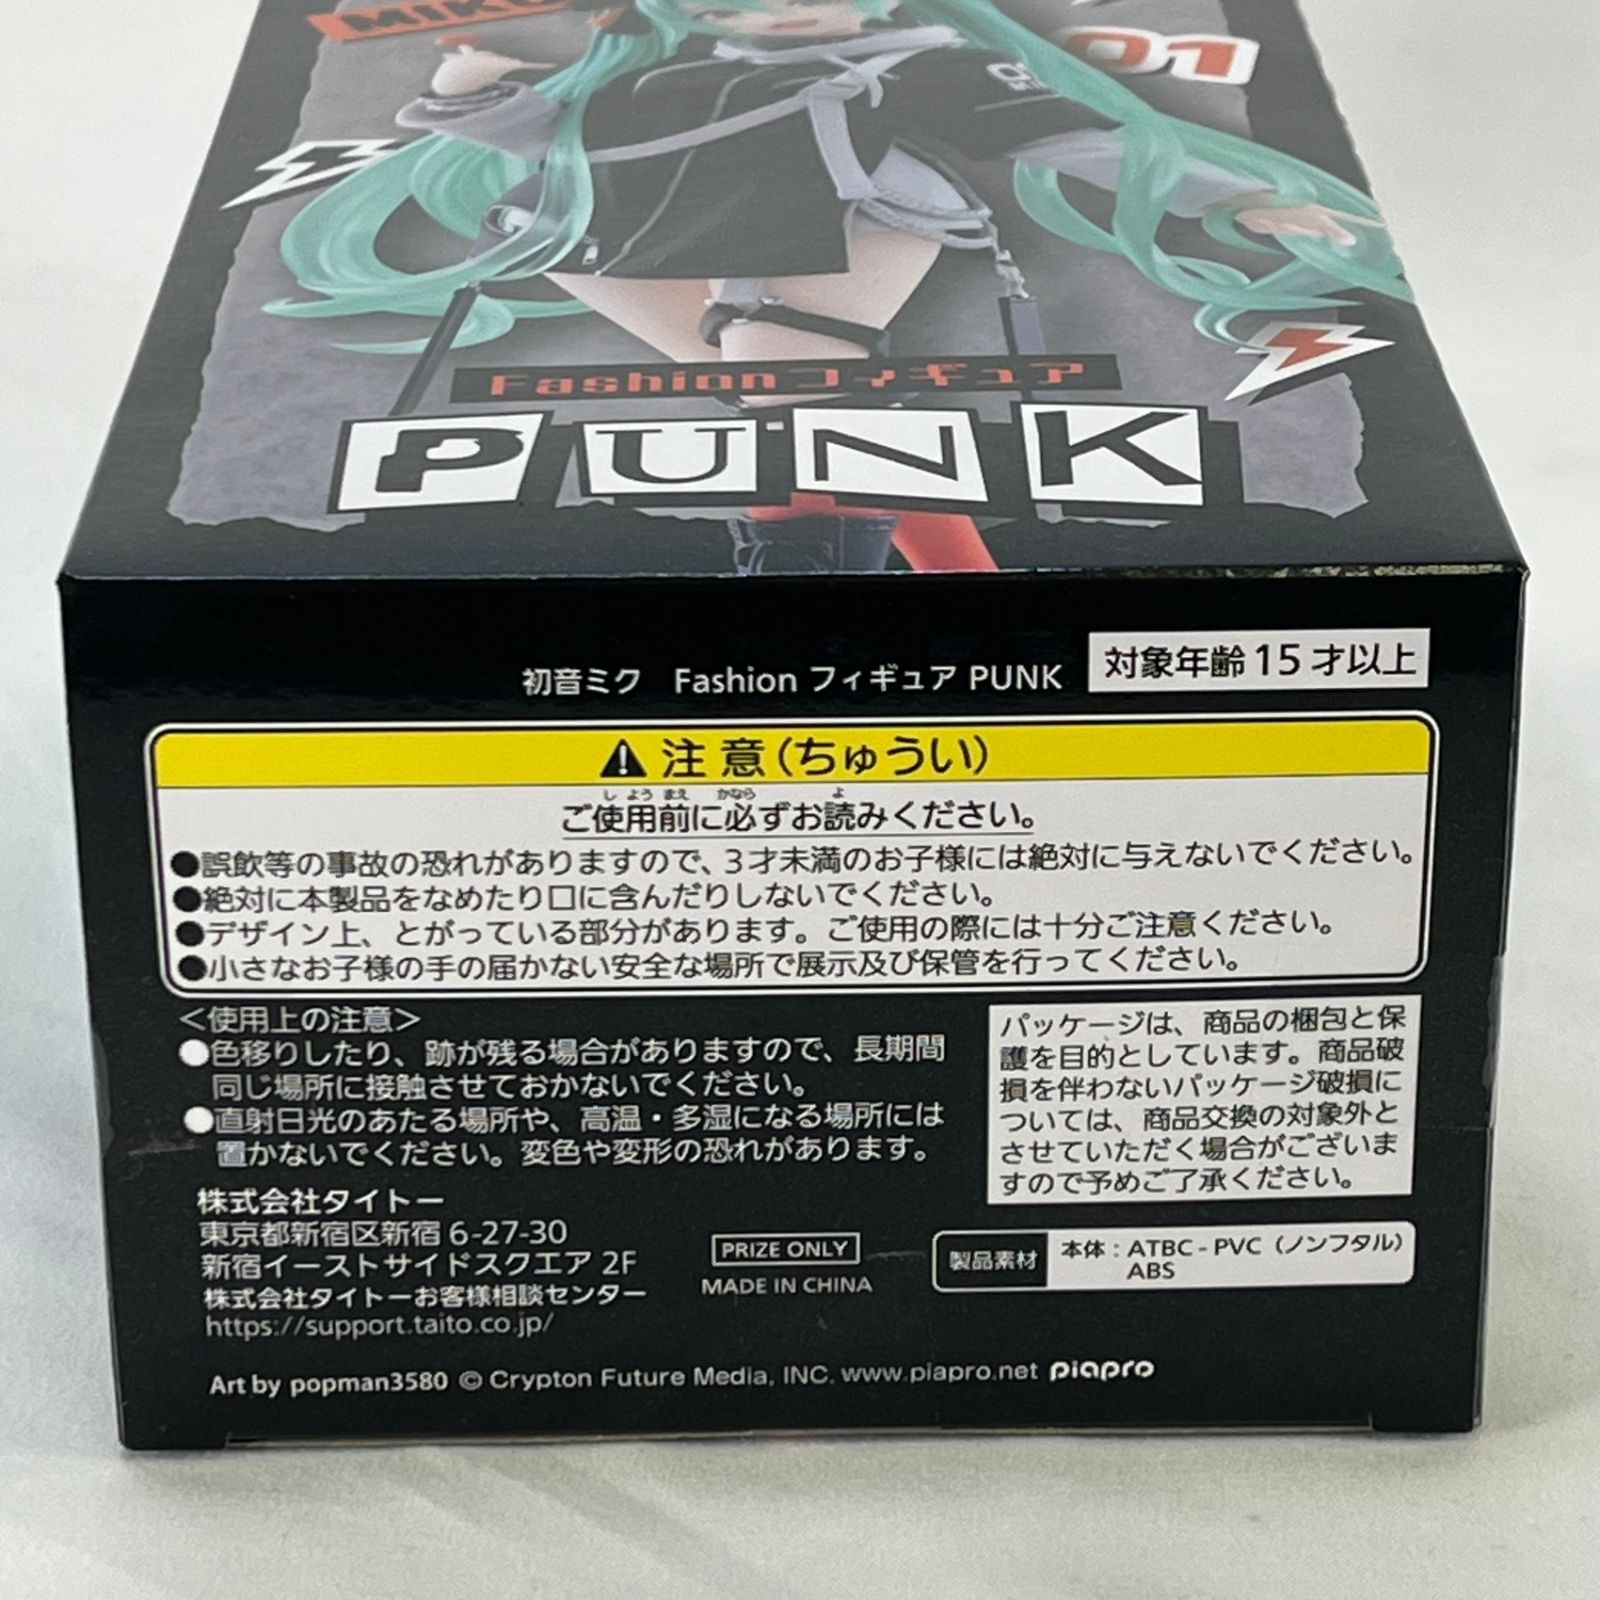 MIKU
01
Fashionフィギュア
PUNK
初音ミク Fashion フィギュア PUNK
対象年齢15才以上
注意(ちゅうい)
ご使用前に必ずお読みください。
●誤飲等の事故の恐れがありますので、3才未満のお子様には絶対に与えないでください。
●絶対に本製品をなめたり口に含んだりしないでください。
●デザイン上、とがっている部分があります。ご使用の際には十分ご注意ください。
●小さなお子様の手の届かない安全な場所で展示及び保管を行ってください。
<使用上の注意>
●色移りしたり、跡が残る場合がありますので、長期間
同じ場所に接触させておかないでください。
●直射日光のあたる場所や、高温・多湿になる場所には
置かないでください。変色や変形の恐れがあります。
パッケージは、商品の梱包と保
護を目的としています。商品破
損を伴わないパッケージ破損に
ついては、商品交換の対象外と
させていただく場合がございま
すので予めご了承ください。
株式会社タイトー
東京都新宿区新宿 6-27-30
新宿イーストサイドスクエア 2F
株式会社タイトーお客様相談センター
https://support.taito.co.jp/
PRIZE ONLY
MADE IN CHINA
製品素材
本体：ATBC-PVC（ノンフタル）
ABS
Art by popman3580 © Crypton Future Media, INC. www.piapro.net piapro